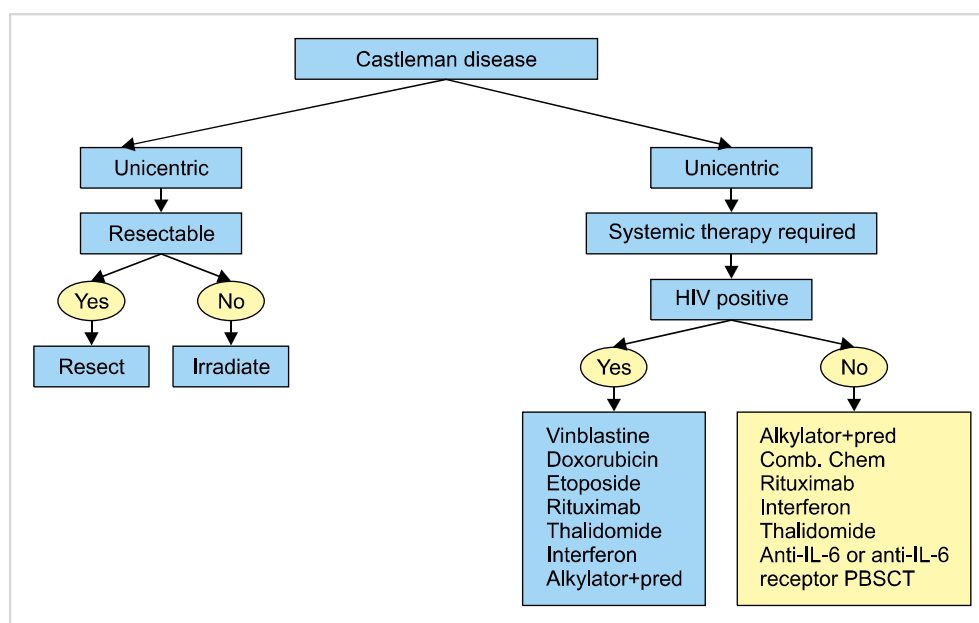 Castleman disease
Unicentric
Unicentric
Resectable
Systemic therapy required
Yes
No
HIV positive
Resect
Irradiate
Yes
No
Vinblastine
Doxorubicin
Etoposide
Rituximab
Thalidomide
Interferon
Alkylator+pred
Alkylator+pred
Comb. Chem
Rituximab
Interferon
Thalidomide
Anti-IL-6 or anti-IL-6
receptor PBSCT